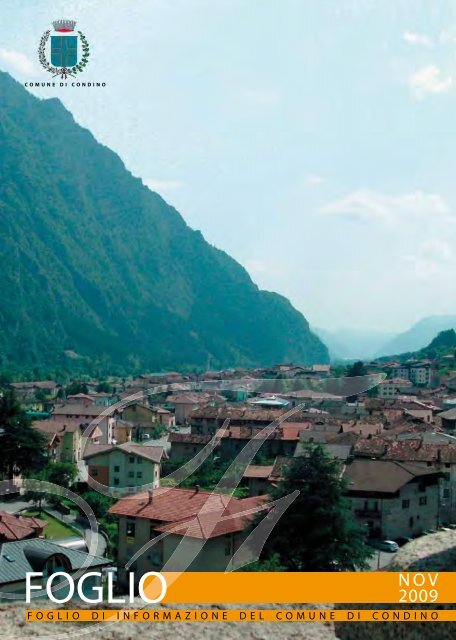 COMUNE DI CONDINO
FOGLIO
NOV
2009
FOGLIO DI INFORMAZIONE DEL COMUNE DI CONDINO